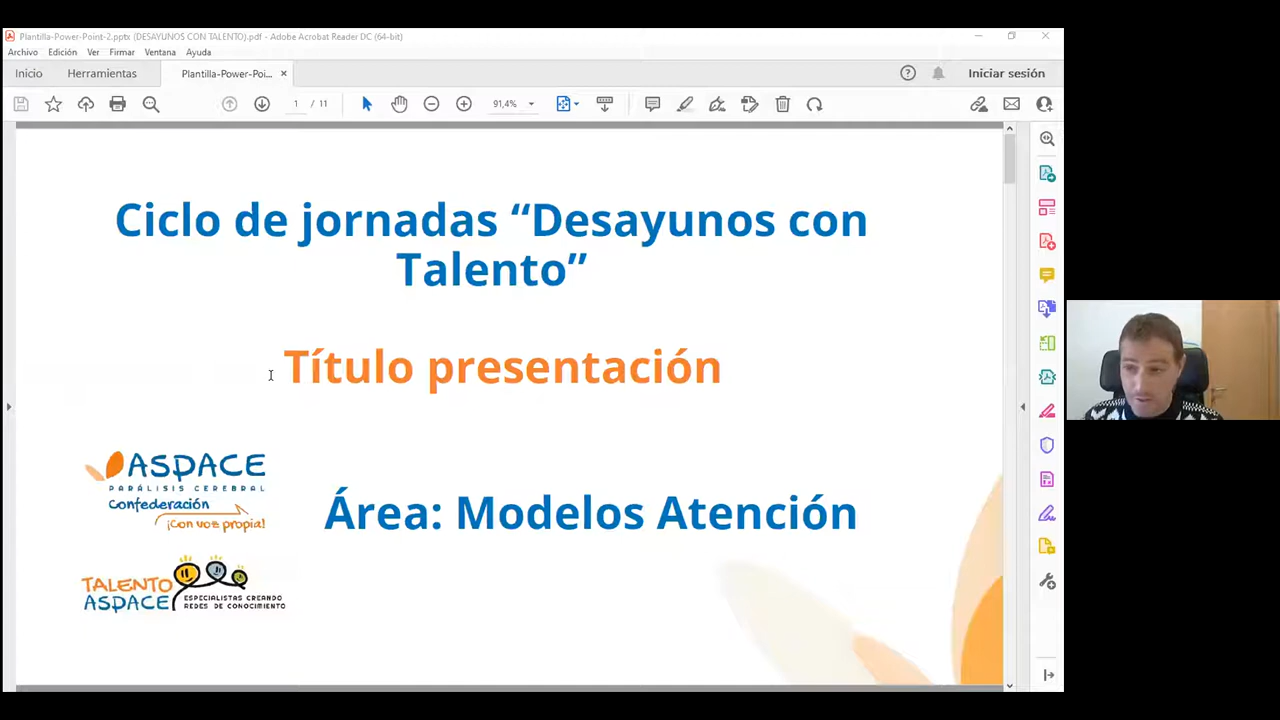 Plantilla-Power-Point-2.pptx (DESAYUNOS CON TALENTO).pdf - Adobe Acrobat Reader DC (64-bit)
Archivo Edición Ver Firmar Ventana Ayuda
Inicio Herramientas Plantilla-Power-Poi... × Iniciar sesión
1 / 11 91,4%
Ciclo de jornadas “Desayunos con
Talento”
Título presentación
ASPACE
PARÁLISIS CEREBRAL
Confederación
¡Con voz propia!
Área: Modelos Atención
TALENTO
ASPACE
ESPECIALISTAS CREANDO
REDES DE CONOCIMIENTO